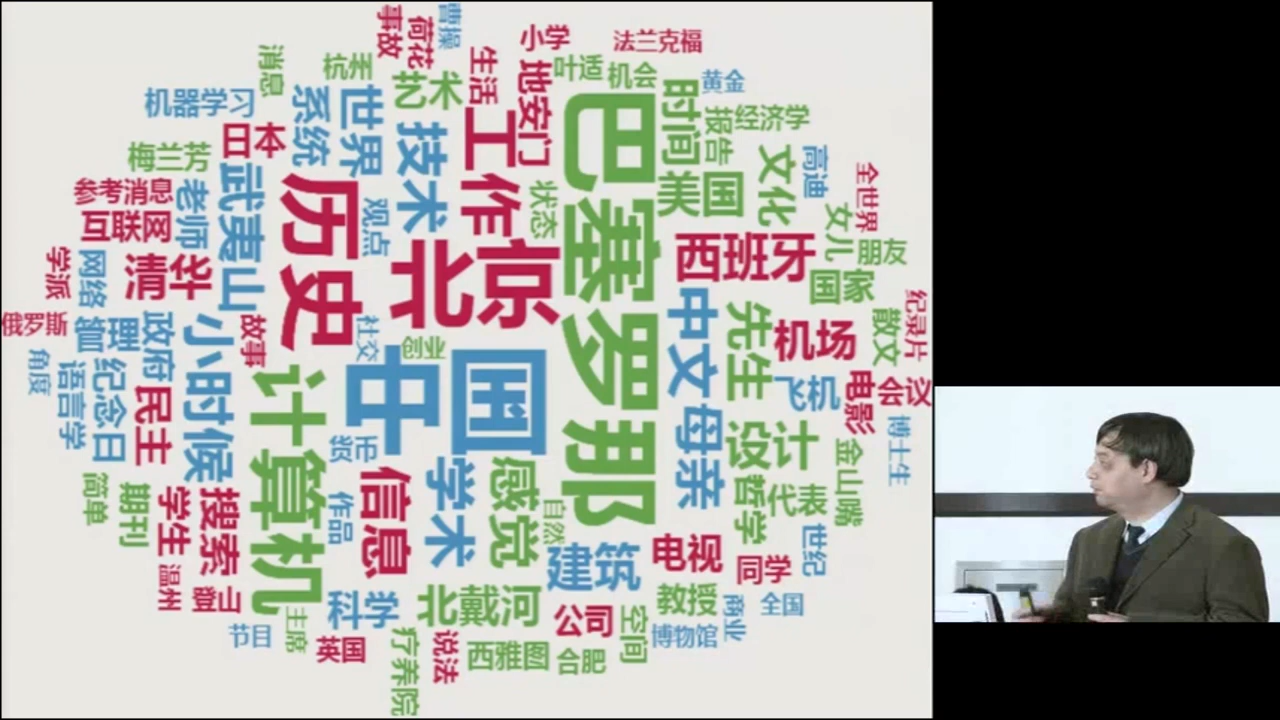 曹操
荷花
事故
小学
法兰克福
消息
杭州
艺术
生活
地安门
叶适
机会
黄金
机器学习
系统
世界
技术
工作
巴塞罗那
时间
报告
经济学
日本
梅兰芳
武夷山
历史
观点
状态
美国
文化
高迪
全世界
参考消息
老师
互联网
北京
西班牙
女儿
朋友
学派
网络
清华
中文
国家
纪录片
俄罗斯
政府
小时候
故事
社交
创业
先生
机场
散文
角度
语言学
纪念日
民主
计算机
中国
母亲
设计
飞机
电影
会议
博士生
货币
简单
期刊
学生
搜索
信息
作品
学术
感觉
自然
哲学
代表
金山嘴
世纪
建筑
电视
同学
温州
主席
科学
北戴河
公司
空间
教授
博物馆
商业
全国
节目
英国
疗养院
说法
西雅图
合肥